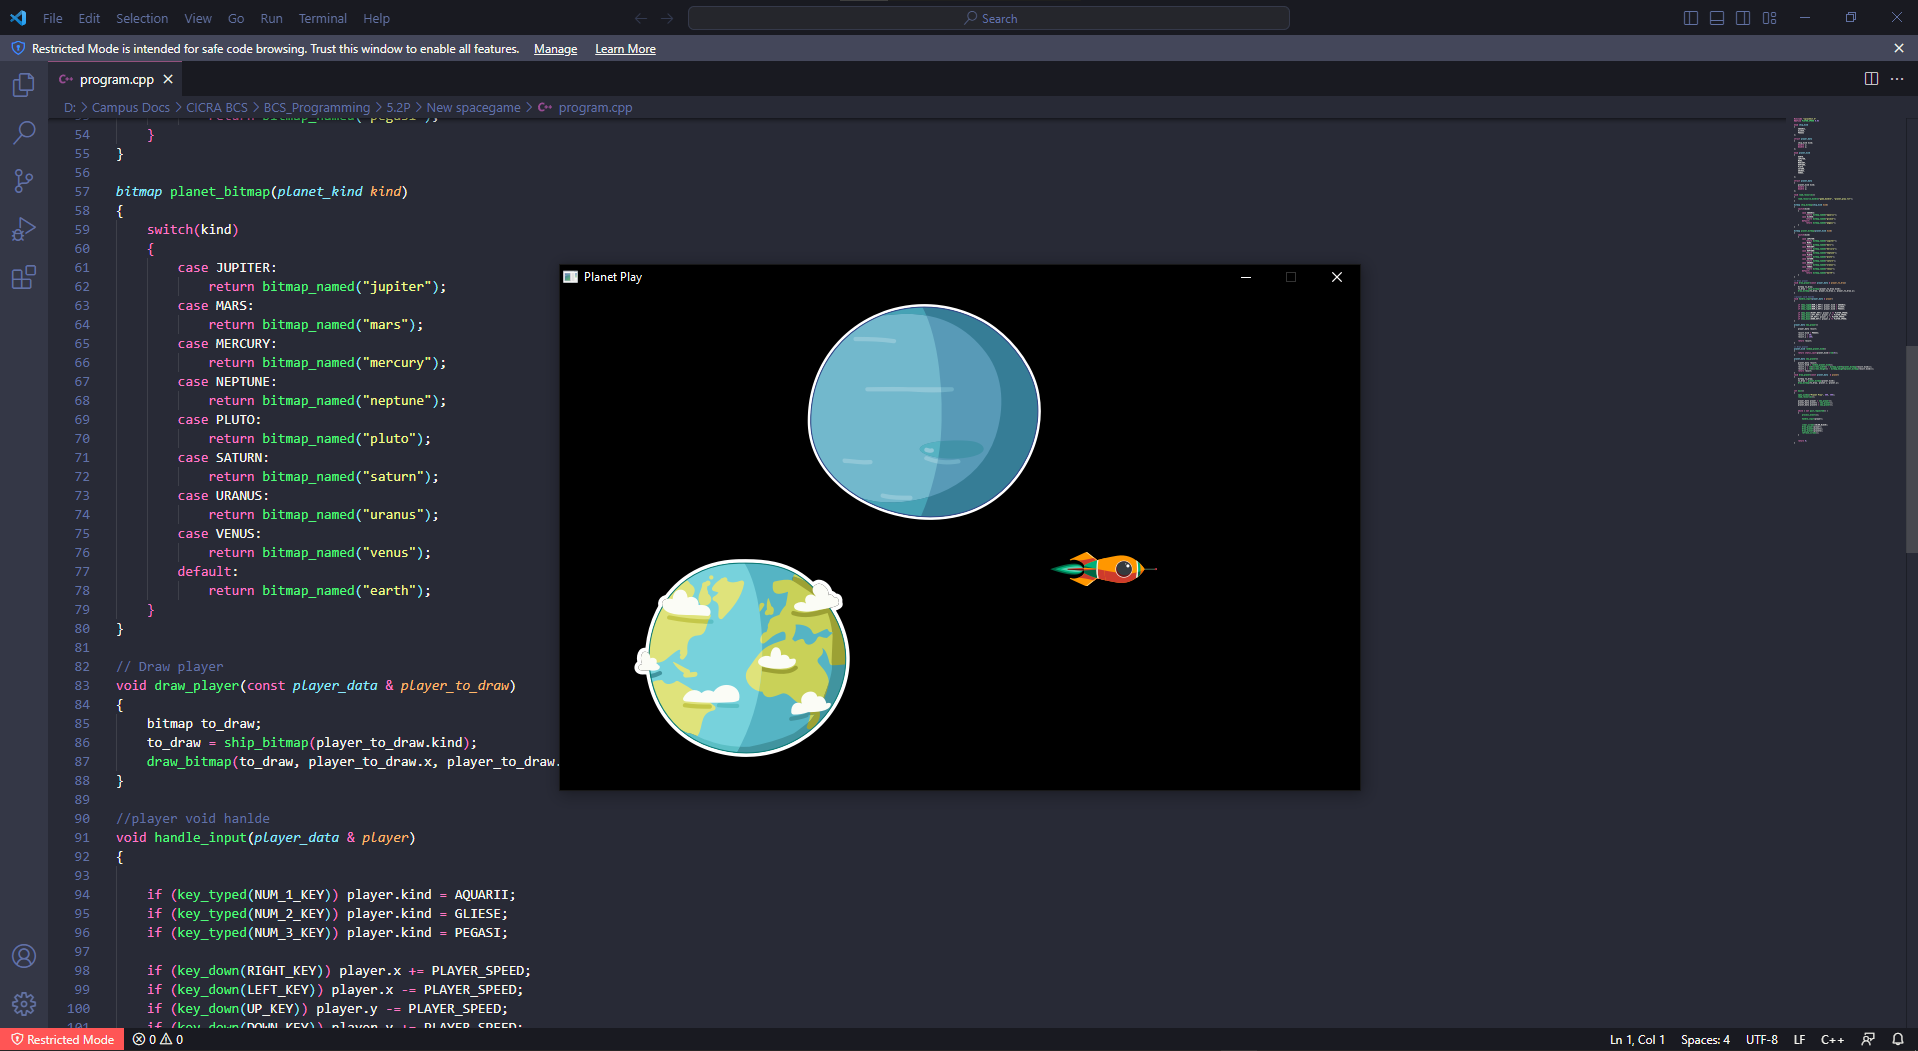 File Edit Selection View Go Run Terminal Help
Search
Restricted Mode is intended for safe code browsing. Trust this window to enable all features. Manage Learn More
C++ program.cpp
D: > Campus Docs > CICRA BCS > BCS_Programming > 5.2P > New spacegame > C++ program.cpp
53 return bitmap_named("pegasi");
54 }
55 }
56
57 bitmap planet_bitmap(planet_kind kind)
58 {
59 switch(kind)
60 {
61 case JUPITER:
62 return bitmap_named("jupiter");
63 case MARS:
64 return bitmap_named("mars");
65 case MERCURY:
66 return bitmap_named("mercury");
67 case NEPTUNE:
68 return bitmap_named("neptune");
69 case PLUTO:
70 return bitmap_named("pluto");
71 case SATURN:
72 return bitmap_named("saturn");
73 case URANUS:
74 return bitmap_named("uranus");
75 case VENUS:
76 return bitmap_named("venus");
77 default:
78 return bitmap_named("earth");
79 }
80 }
81
82 // Draw player
83 void draw_player(const player_data & player_to_draw)
84 {
85 bitmap to_draw;
86 to_draw = ship_bitmap(player_to_draw.kind);
87 draw_bitmap(to_draw, player_to_draw.x, player_to_draw.
88 }
89
90 //player void hanlde
91 void handle_input(player_data & player)
92 {
93
94 if (key_typed(NUM_1_KEY)) player.kind = AQUARII;
95 if (key_typed(NUM_2_KEY)) player.kind = GLIESE;
96 if (key_typed(NUM_3_KEY)) player.kind = PEGASI;
97
98 if (key_down(RIGHT_KEY)) player.x += PLAYER_SPEED;
99 if (key_down(LEFT_KEY)) player.x -= PLAYER_SPEED;
100 if (key_down(UP_KEY)) player.y -= PLAYER_SPEED;
101 if (key_down(DOWN_KEY)) player.y += PLAYER_SPEED;
Planet Play
Restricted Mode 0 0 Ln 1, Col 1 Spaces: 4 UTF-8 LF C++